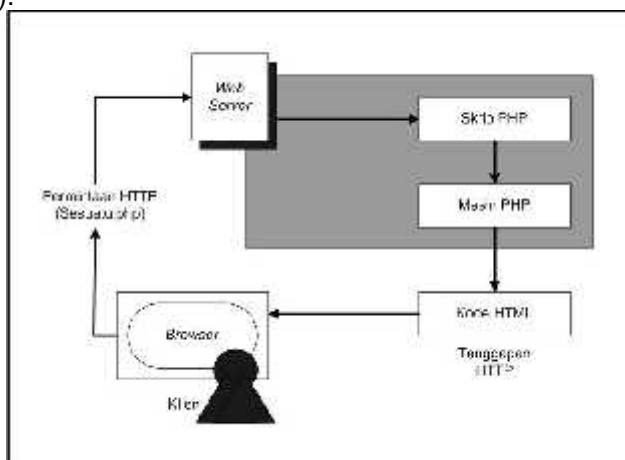 ).
Web
Server
Skrip PHP
Permintaan HTTP
(Sesuatu.php)
Mesin PHP
Kode HTML
Browser
Tanggapan
HTTP
Klien